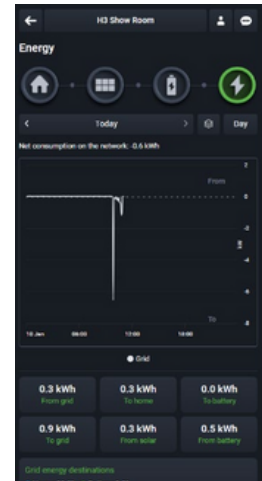 H3 Show Room
Energy
Today
Day
Net consumption on the network: -0.6 kWh
2
From
0
-2
kW
-4
-6
To
-8
18 Jan
06:00
12:00
18:00
Grid
0.3 kWh
From grid
0.3 kWh
To home
0.0 kWh
To battery
0.9 kWh
To grid
0.3 kWh
From solar
0.5 kWh
From battery
Grid energy destinations